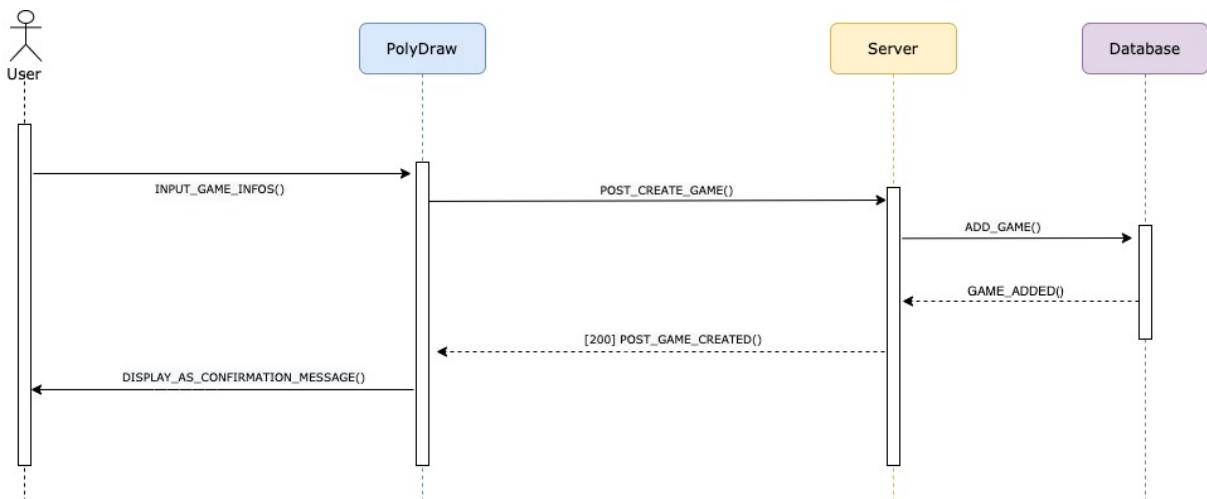 User
PolyDraw
Server
Database
INPUT_GAME_INFOS()
POST_CREATE_GAME()
ADD_GAME()
GAME_ADDED()
[200] POST_GAME_CREATED()
DISPLAY_AS_CONFIRMATION_MESSAGE()